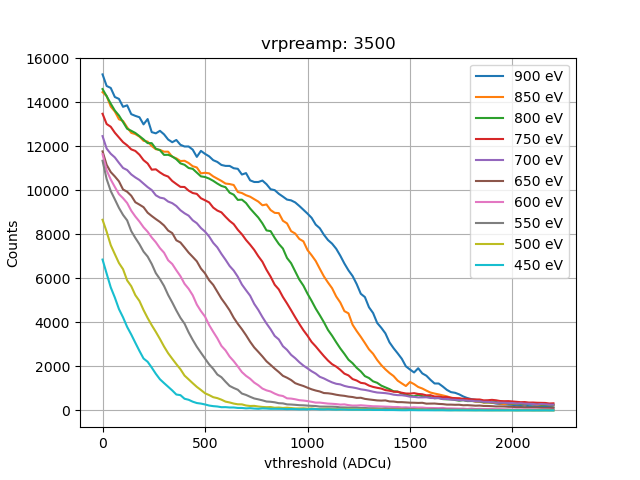 vrpreamp: 3500
16000
14000
12000
10000
8000
6000
4000
2000
0
Counts
900 eV
850 eV
800 eV
750 eV
700 eV
650 eV
600 eV
550 eV
500 eV
450 eV
0 500 1000 1500 2000
vthreshold (ADCu)